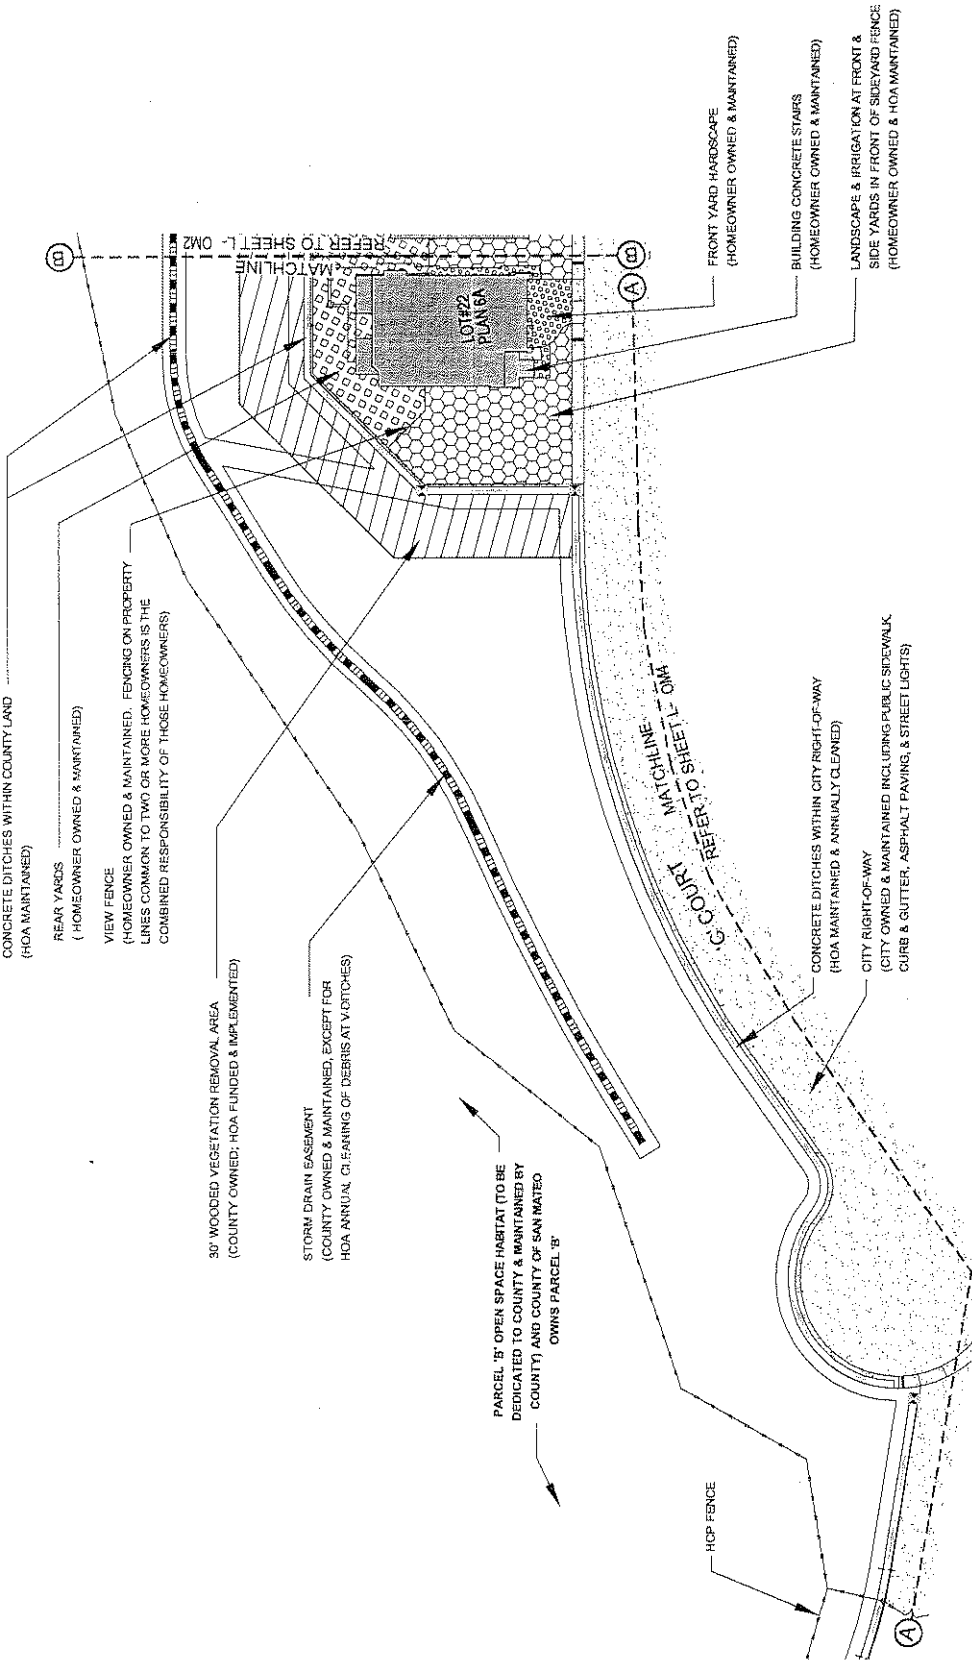 CONCRETE DITCHES WITHIN COUNTY LAND
(HOA MAINTAINED)
REAR YARDS
( HOMEOWNER OWNED & MAINTAINED)
VIEW FENCE
(HOMEOWNER OWNED & MAINTAINED. FENCING ON PROPERTY
LINES COMMON TO TWO OR MORE HOMEOWNERS IS THE
COMBINED RESPONSIBILITY OF THOSE HOMEOWNERS)
30' WOODED VEGETATION REMOVAL AREA
(COUNTY OWNED; HOA FUNDED & IMPLEMENTED)
STORM DRAIN EASEMENT
(COUNTY OWNED & MAINTAINED, EXCEPT FOR
HOA ANNUAL CLEANING OF DEBRIS AT V-DITCHES)
PARCEL 'B' OPEN SPACE HABITAT (TO BE
DEDICATED TO COUNTY & MAINTAINED BY
COUNTY) AND COUNTY OF SAN MATEO
OWNS PARCEL 'B'
HCP FENCE
B
MATCHLINE
REFER TO SHEET L - OM2
LOT#22
PLAN 6A
B
A
'G' COURT
MATCHLINE
REFER TO SHEET L- OM4
A
FRONT YARD HARDSCAPE
(HOMEOWNER OWNED & MAINTAINED)
BUILDING CONCRETE STAIRS
(HOMEOWNER OWNED & MAINTAINED)
LANDSCAPE & IRRIGATION AT FRONT &
SIDE YARDS IN FRONT OF SIDEYARD FENCE
(HOMEOWNER OWNED & HOA MAINTAINED)
CONCRETE DITCHES WITHIN CITY RIGHT-OF-WAY
(HOA MAINTAINED & ANNUALLY CLEANED)
CITY RIGHT-OF-WAY
(CITY OWNED & MAINTAINED INCLUDING PUBLIC SIDEWALK,
CURB & GUTTER, ASPHALT PAVING, & STREET LIGHTS)